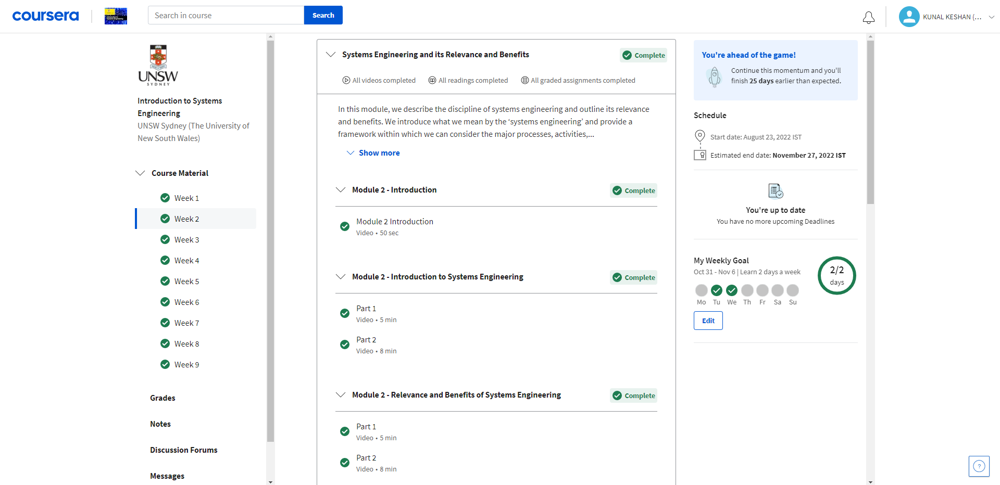 coursera
Search in course
Search
KUNAL KESHAN (...
UNSW
SYDNEY
Introduction to Systems
Engineering
UNSW Sydney (The University of
New South Wales)
Course Material
Week 1
Week 2
Week 3
Week 4
Week 5
Week 6
Week 7
Week 8
Week 9
Grades
Notes
Discussion Forums
Messages
Systems Engineering and its Relevance and Benefits
Complete
All videos completed
All readings completed
All graded assignments completed
In this module, we describe the discipline of systems engineering and outline its relevance
and benefits. We introduce what we mean by the ‘systems engineering’ and provide a
framework within which we can consider the major processes, activities,...
Show more
Module 2 - Introduction
Complete
Module 2 Introduction
Video • 50 sec
Module 2 - Introduction to Systems Engineering
Complete
Part 1
Video • 5 min
Part 2
Video • 8 min
Module 2 - Relevance and Benefits of Systems Engineering
Complete
Part 1
Video • 5 min
Part 2
Video • 8 min
You're ahead of the game!
Continue this momentum and you'll
finish 25 days earlier than expected.
Schedule
Start date: August 23, 2022 IST
Estimated end date: November 27, 2022 IST
You're up to date
You have no more upcoming Deadlines
My Weekly Goal
Oct 31 - Nov 6 | Learn 2 days a week
2/2
days
Mo Tu We Th Fr Sa Su
Edit
?